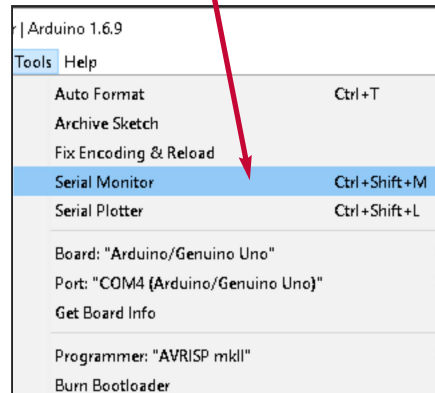 | Arduino 1.6.9
Tools Help
Auto Format Ctrl+T
Archive Sketch
Fix Encoding & Reload
Serial Monitor Ctrl+Shift+M
Serial Plotter Ctrl+Shift+L
Board: "Arduino/Genuino Uno"
Port: "COM4 (Arduino/Genuino Uno)"
Get Board Info
Programmer: "AVRISP mkII"
Burn Bootloader